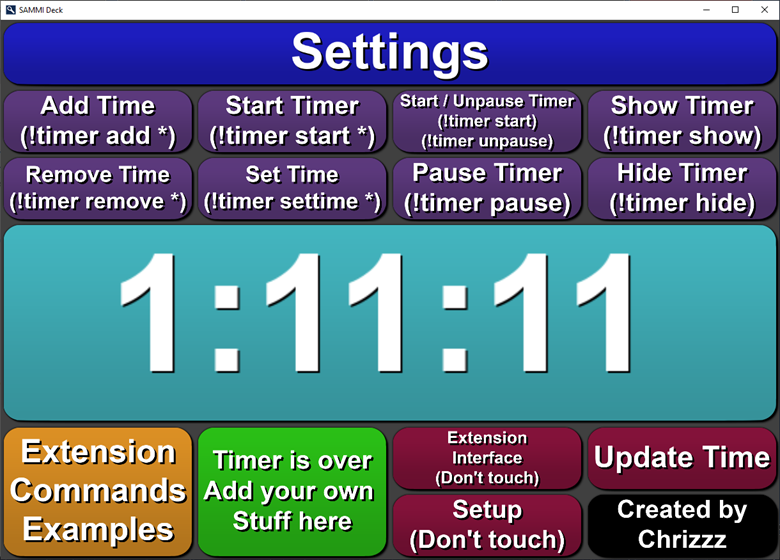 SAMMI Deck
Settings
Add Time
(!timer add *)
Start Timer
(!timer start *)
Start / Unpause Timer
(!timer start)
(!timer unpause)
Show Timer
(!timer show)
Remove Time
(!timer remove *)
Set Time
(!timer settime *)
Pause Timer
(!timer pause)
Hide Timer
(!timer hide)
1:11:11
Extension
Commands
Examples
Timer is over
Add your own
Stuff here
Extension
Interface
(Don't touch)
Update Time
Setup
(Don't touch)
Created by
Chrizzz